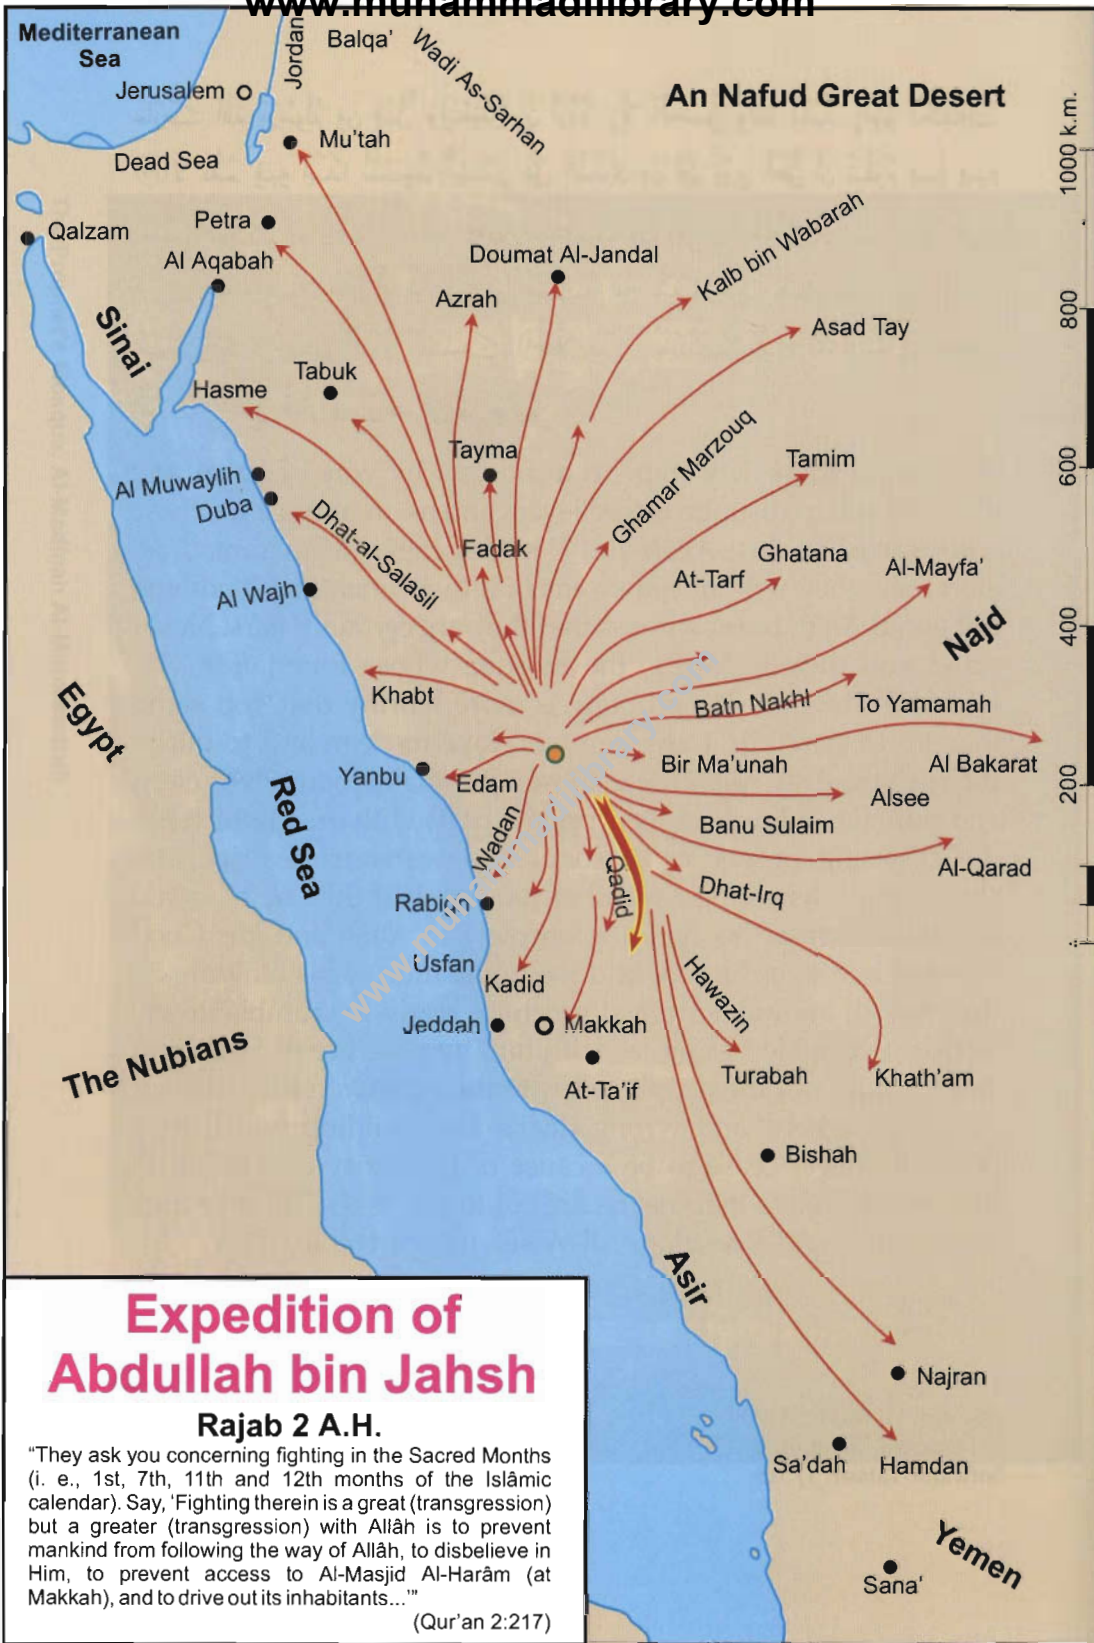 www.muhammadilibrary.com
Mediterranean
Sea
Jordan
Balqa'
Wadi As-Sarhan
Jerusalem
An Nafud Great Desert
1000 k.m.
Mu'tah
Dead Sea
Petra
Qalzam
Al Aqabah
Doumat Al-Jandal
Kalb bin Wabarah
Azrah
800
Asad Tay
Sinai
Tabuk
Hasme
Tayma
Ghamar Marzouq
Tamim
600
Al Muwaylih
Duba
Dhat-al-Salasil
Fadak
Ghatana
At-Tarf
Al-Mayfa'
Al Wajh
400
Najd
Khabt
Batn Nakhl
To Yamamah
Egypt
Yanbu
Edam
Bir Ma'unah
Al Bakarat
200
Red Sea
Alsee
Wadan
Banu Sulaim
Qadid
Al-Qarad
Dhat-Irq
Rabigh
Usfan
Kadid
Hawazin
Jeddah
Makkah
The Nubians
At-Ta'if
Turabah
Khath'am
Bishah
Asir
Najran
Sa'dah
Hamdan
Yemen
Sana'
www.muhammadilibrary.com
Expedition of
Abdullah bin Jahsh
Rajab 2 A.H.
“They ask you concerning fighting in the Sacred Months
(i. e., 1st, 7th, 11th and 12th months of the Islâmic
calendar). Say, ‘Fighting therein is a great (transgression)
but a greater (transgression) with Allâh is to prevent
mankind from following the way of Allâh, to disbelieve in
Him, to prevent access to Al-Masjid Al-Harâm (at
Makkah), and to drive out its inhabitants...’”
(Qur'an 2:217)